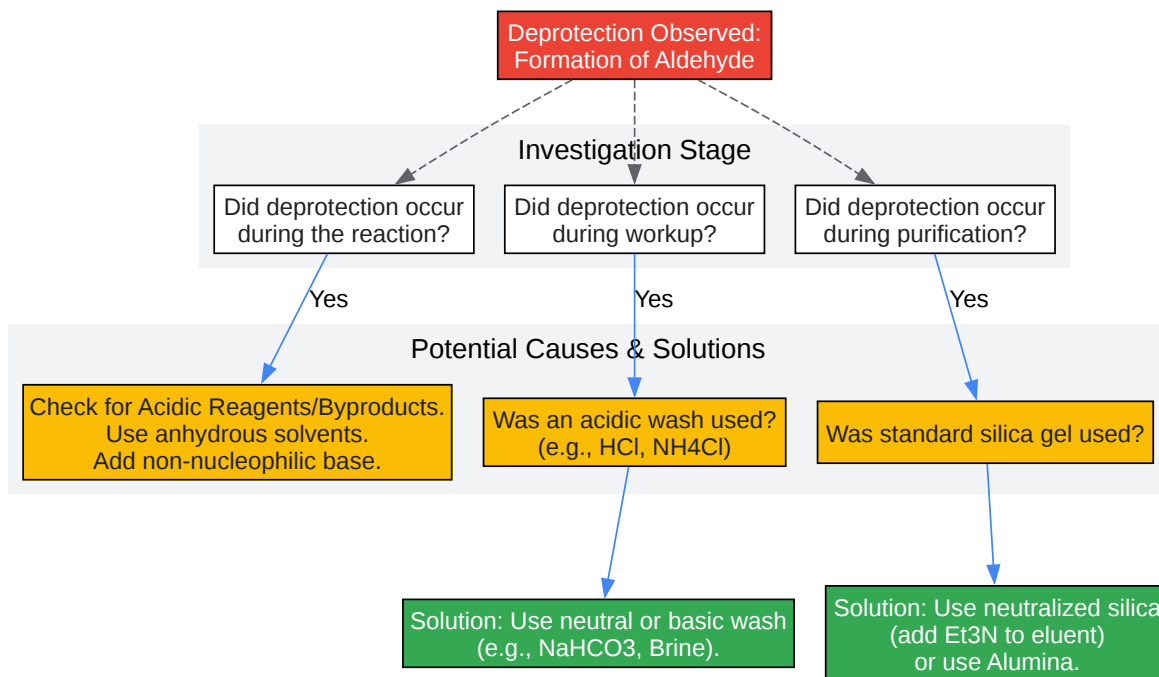 Deprotection Observed:
Formation of Aldehyde
Investigation Stage
Did deprotection occur
during the reaction?
Did deprotection occur
during workup?
Did deprotection occur
during purification?
Yes
Yes
Yes
Potential Causes & Solutions
Check for Acidic Reagents/Byproducts.
Use anhydrous solvents.
Add non-nucleophilic base.
Was an acidic wash used?
(e.g., HCl, NH4Cl)
Was standard silica gel used?
Solution: Use neutral or basic wash
(e.g., NaHCO3, Brine).
Solution: Use neutralized silica
(add Et3N to eluent)
or use Alumina.